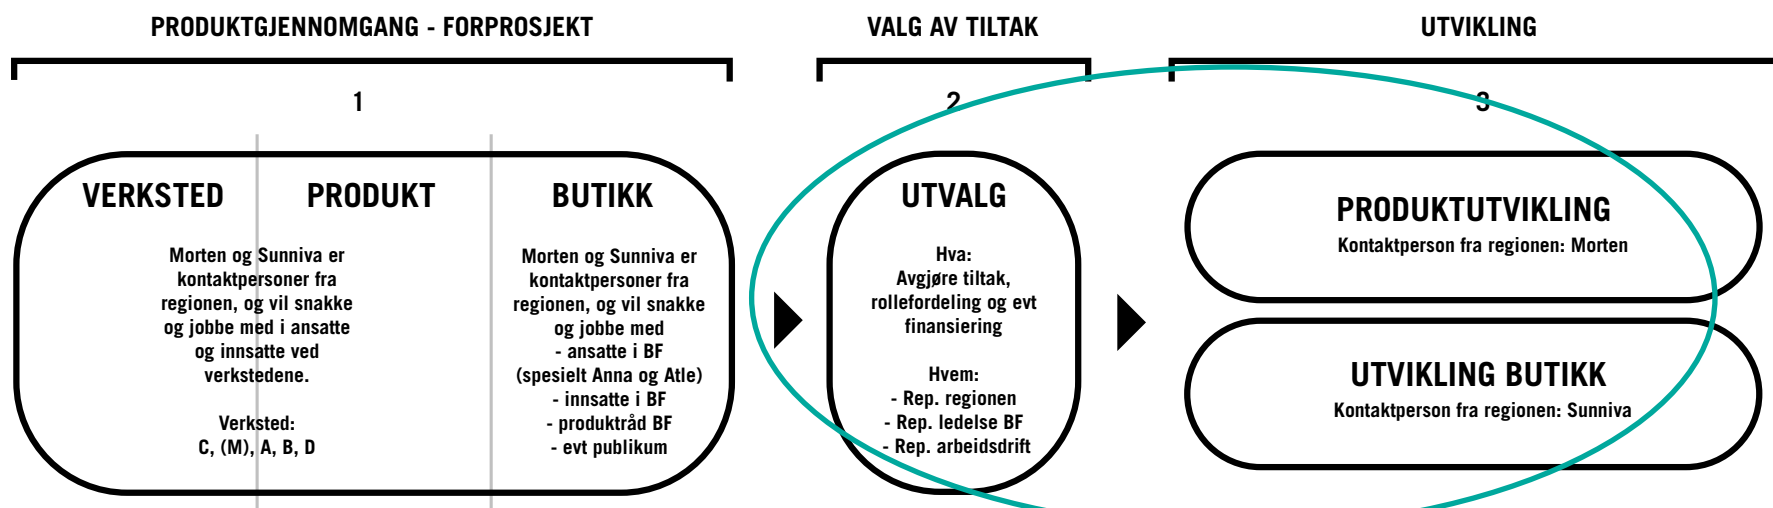 PRODUKTGJENNOMGANG - FORPROSJEKT
VALG AV TILTAK
UTVIKLING
1
2
3
VERKSTED
PRODUKT
Morten og Sunniva er
kontaktpersoner fra
regionen, og vil snakke
og jobbe med i ansatte
og innsatte ved
verkstedene.
Verksted:
C, (M), A, B, D
BUTIKK
Morten og Sunniva er
kontaktpersoner fra
regionen, og vil snakke
og jobbe med
- ansatte i BF
(spesielt Anna og Atle)
- innsatte i BF
- produktråd BF
- evt publikum
UTVALG
Hva:
Avgjøre tiltak,
rollefordeling og evt
finansiering
Hvem:
- Rep. regionen
- Rep. ledelse BF
- Rep. arbeidsdrift
PRODUKTUTVIKLING
Kontaktperson fra regionen: Morten
UTVIKLING BUTIKK
Kontaktperson fra regionen: Sunniva